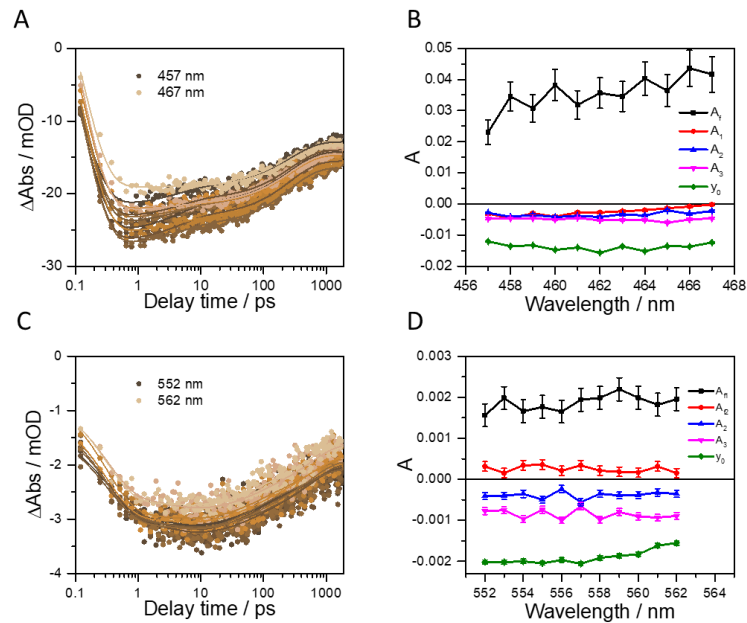 A
0
-10
-20
-30
ΔAbs / mOD
457 nm
467 nm
0.1 1 10 100 1000
Delay time / ps
B
0.05
0.04
0.03
0.02
0.01
0.00
-0.01
-0.02
A
Af
A1
A2
A3
y0
456 458 460 462 464 466 468
Wavelength / nm
C
0
-1
-2
-3
-4
ΔAbs / mOD
552 nm
562 nm
0.1 1 10 100 1000
Delay time / ps
D
0.003
0.002
0.001
0.000
-0.001
-0.002
A
Af1
Af2
A2
A3
y0
552 554 556 558 560 562 564
Wavelength / nm